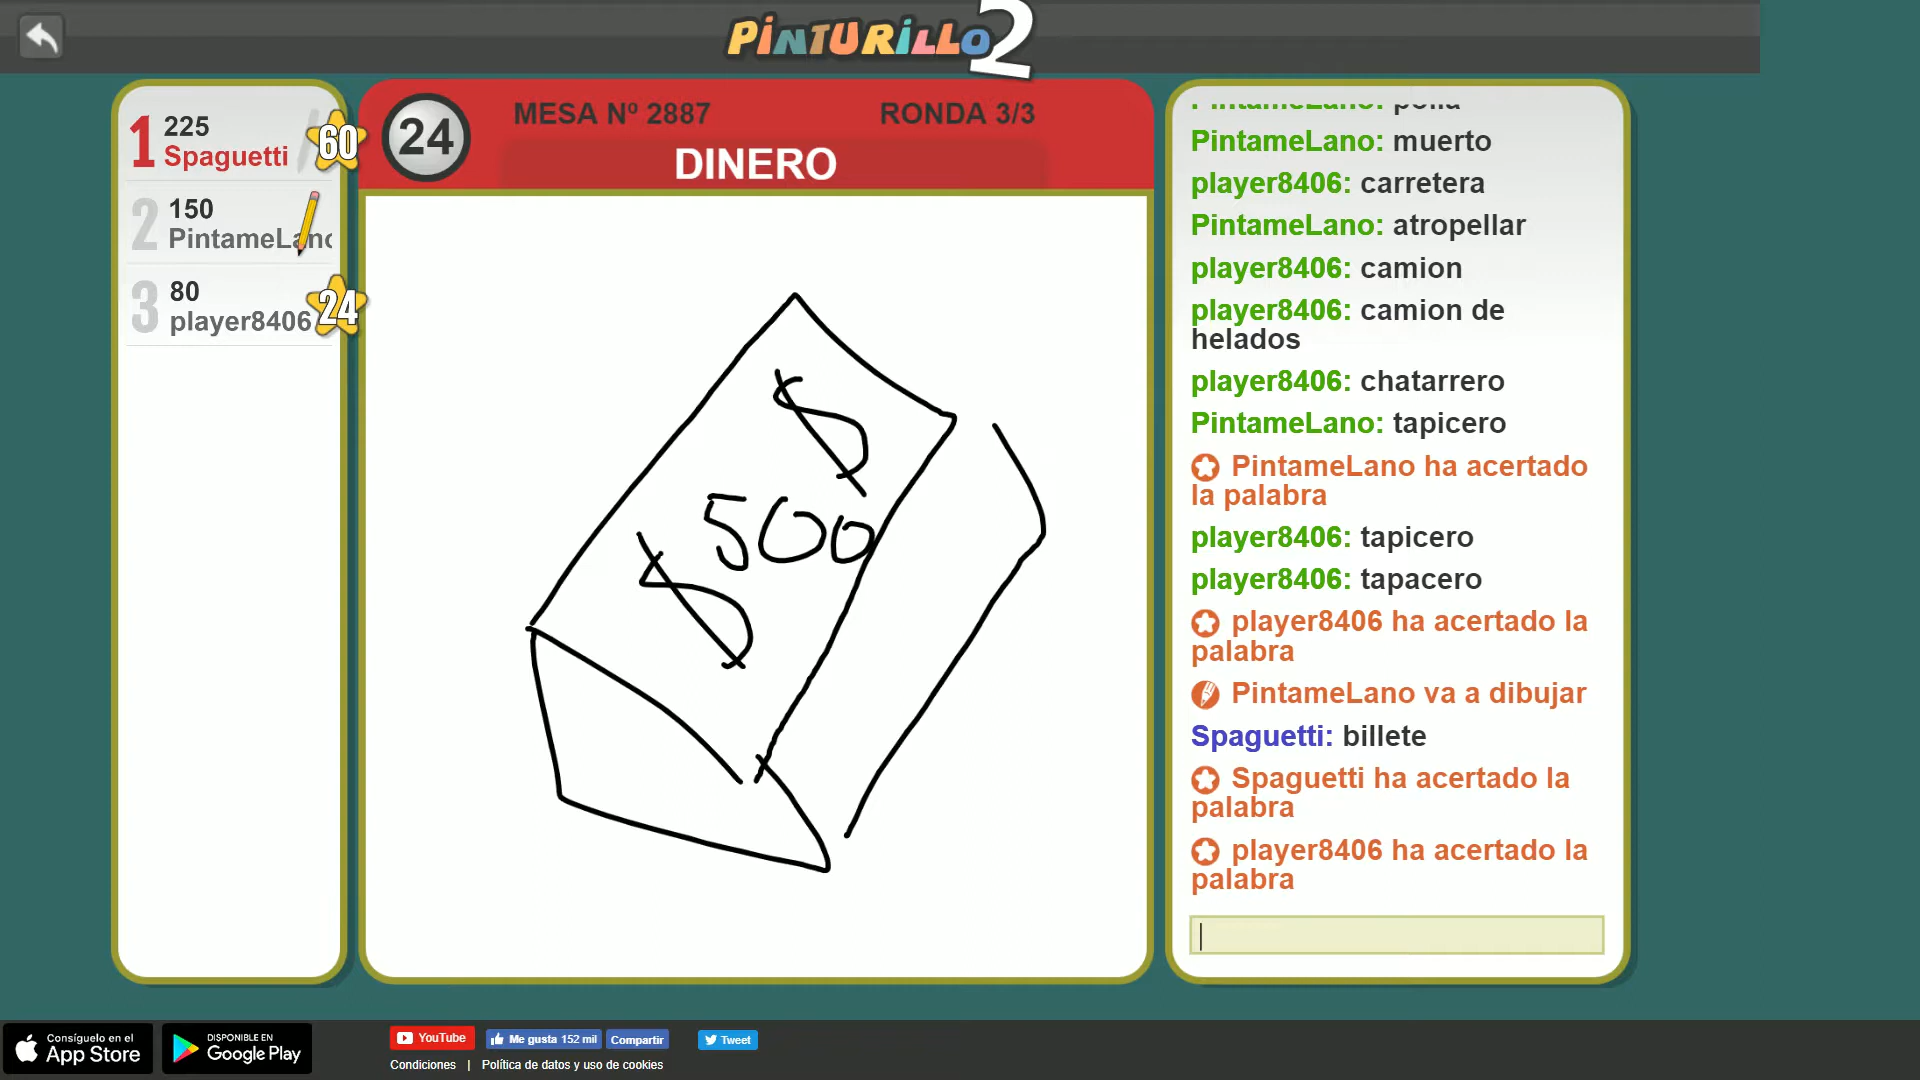 PINTURILLO 2
1 225
Spaguetti 60
2 150
PintameLano
3 80
player8406 24
24 MESA Nº 2887 RONDA 3/3
DINERO
$
500
$
PintameLano: polla
PintameLano: muerto
player8406: carretera
PintameLano: atropellar
player8406: camion
player8406: camion de
helados
player8406: chatarrero
PintameLano: tapicero
PintameLano ha acertado
la palabra
player8406: tapicero
player8406: tapacero
player8406 ha acertado la
palabra
PintameLano va a dibujar
Spaguetti: billete
Spaguetti ha acertado la
palabra
player8406 ha acertado la
palabra
Consíguelo en el
App Store
DISPONIBLE EN
Google Play
YouTube
Me gusta 152 mil
Compartir
Tweet
Condiciones | Política de datos y uso de cookies